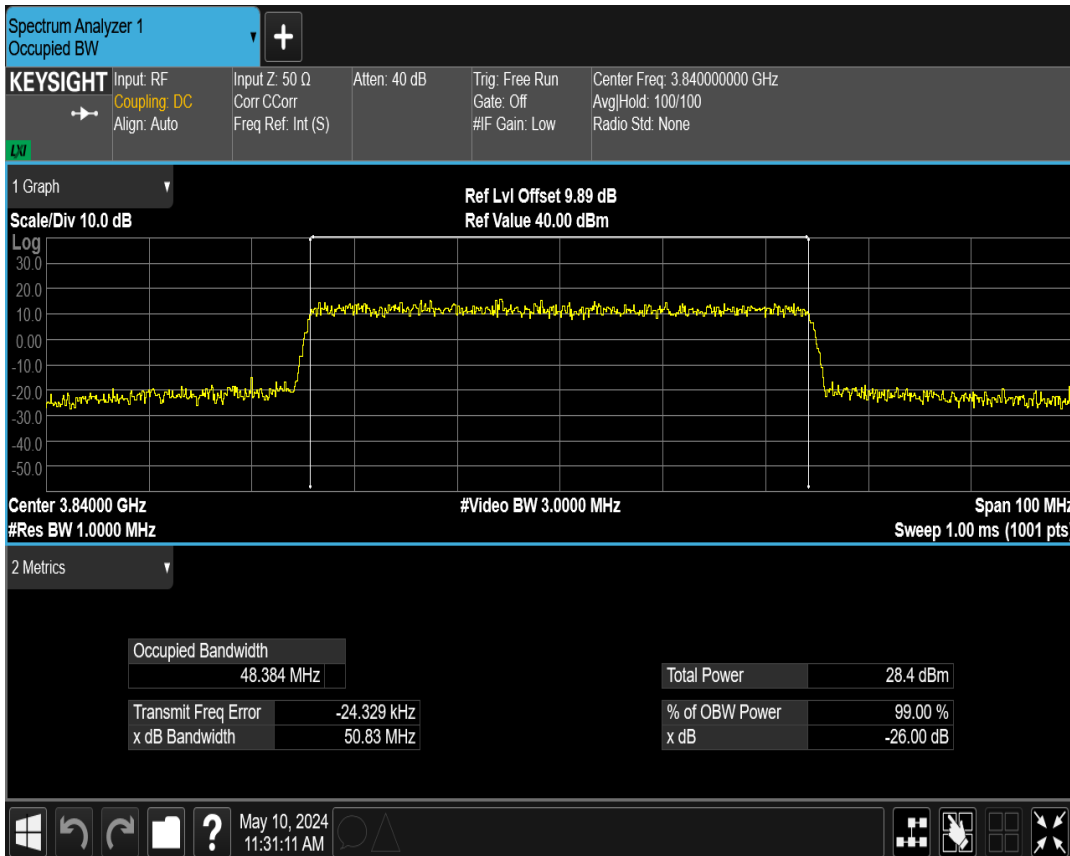 Spectrum Analyzer 1
Occupied BW
+
KEYSIGHT
LXI
Input: RF
Coupling: DC
Align: Auto
Input Z: 50 Ω
Corr CCorr
Freq Ref: Int (S)
Atten: 40 dB
Trig: Free Run
Gate: Off
#IF Gain: Low
Center Freq: 3.840000000 GHz
Avg|Hold: 100/100
Radio Std: None
1 Graph
Scale/Div 10.0 dB
Ref Lvl Offset 9.89 dB
Ref Value 40.00 dBm
Log
30.0
20.0
10.0
0.00
-10.0
-20.0
-30.0
-40.0
-50.0
Center 3.84000 GHz
#Video BW 3.0000 MHz
Span 100 MHz
#Res BW 1.0000 MHz
Sweep 1.00 ms (1001 pts)
2 Metrics
Occupied Bandwidth
48.384 MHz
Total Power 28.4 dBm
Transmit Freq Error -24.329 kHz
% of OBW Power 99.00 %
x dB Bandwidth 50.83 MHz
x dB -26.00 dB
?
May 10, 2024
11:31:11 AM